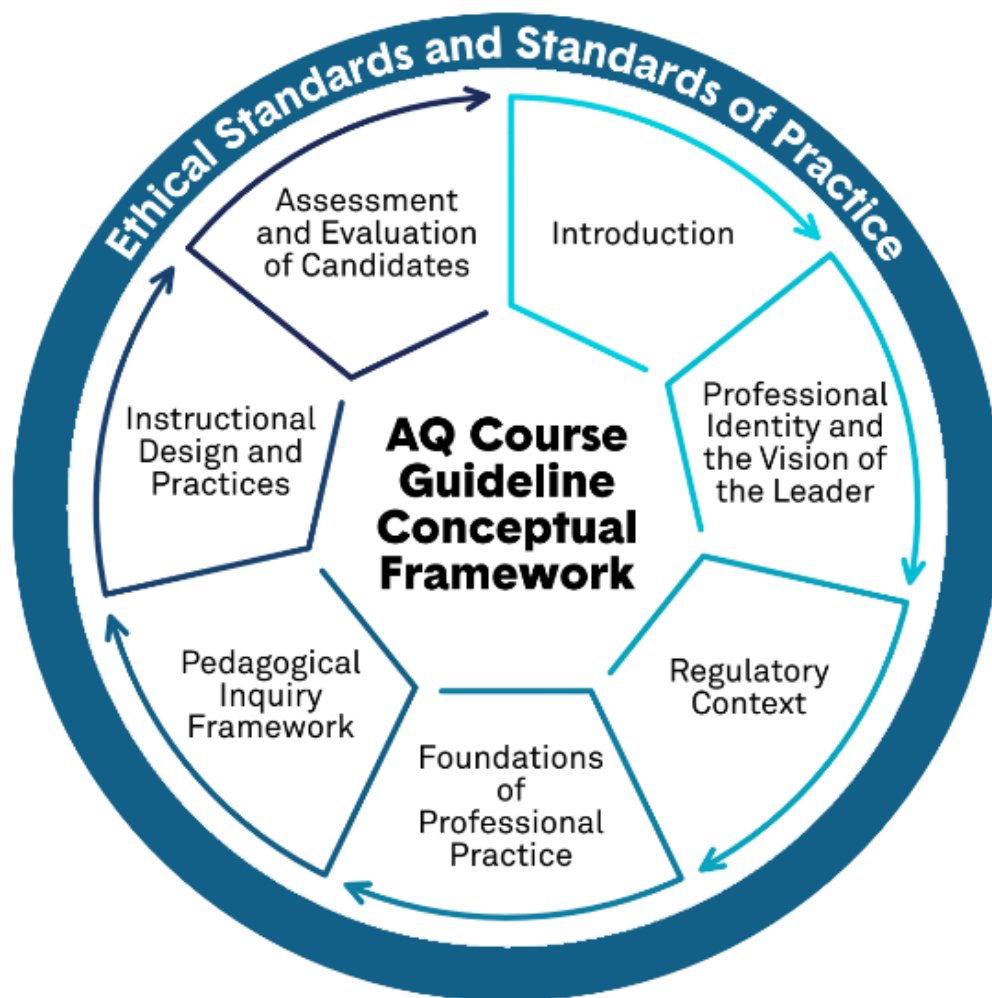 Ethical Standards and Standards of Practice
Introduction
Professional
Identity and
the Vision of
the Leader
Regulatory
Context
Foundations
of
Professional
Practice
Pedagogical
Inquiry
Framework
Instructional
Design and
Practices
Assessment
and Evaluation
of Candidates
AQ Course
Guideline
Conceptual
Framework